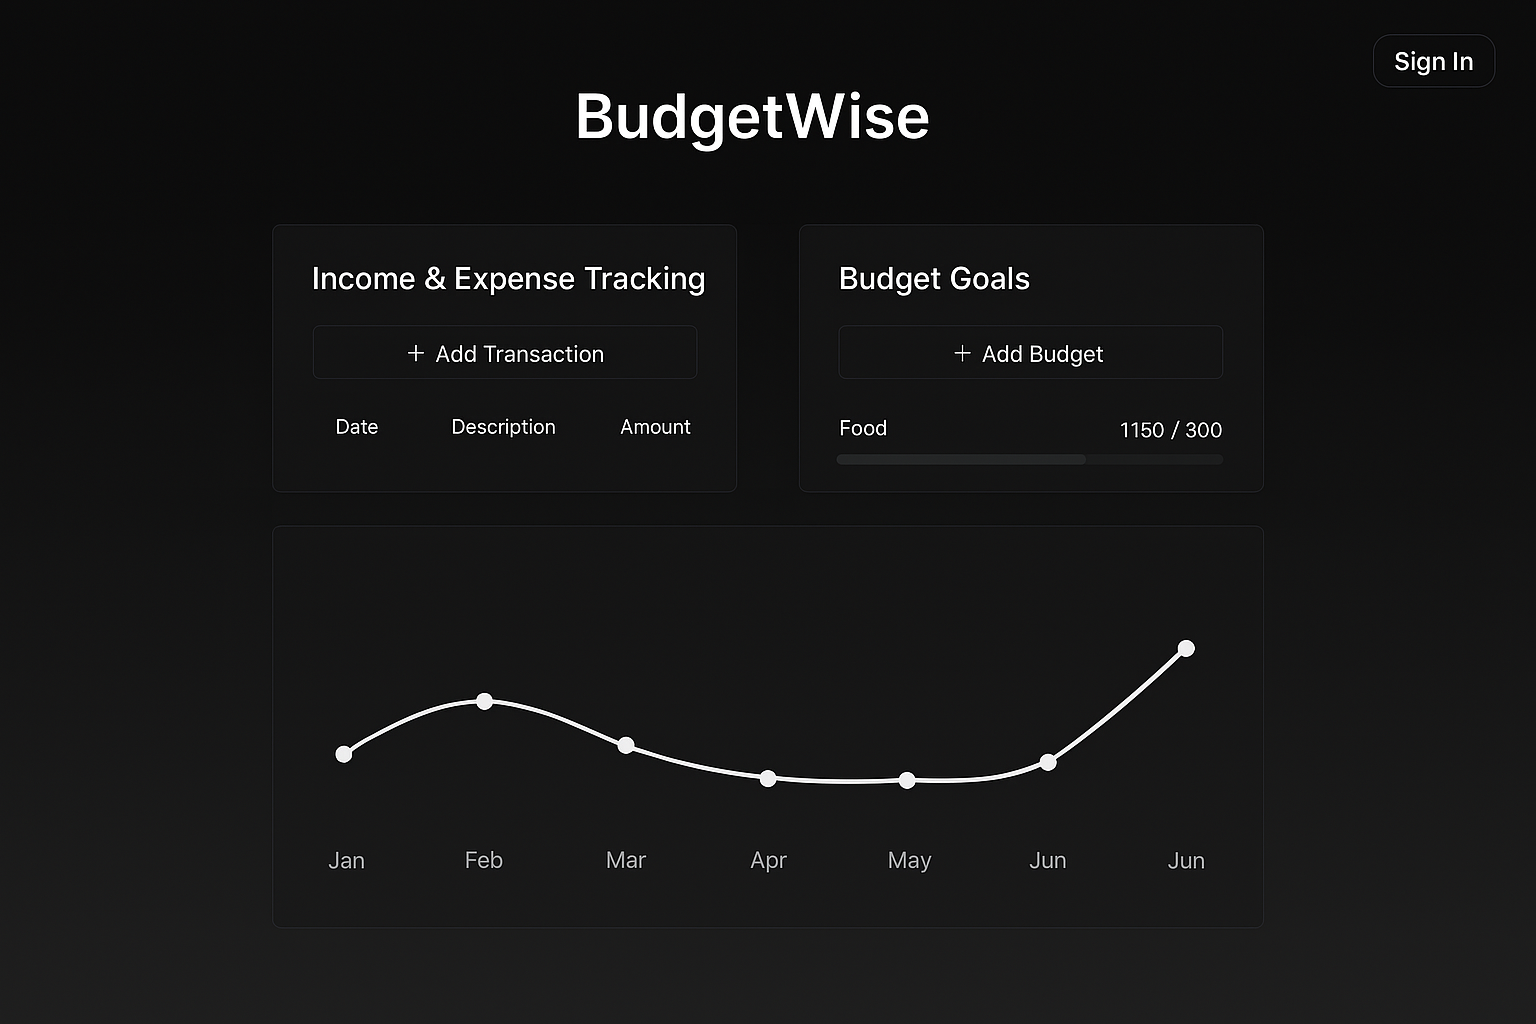 Sign In
BudgetWise
Income & Expense Tracking
+ Add Transaction
Date Description Amount
Budget Goals
+ Add Budget
Food 1150 / 300
Jan Feb Mar Apr May Jun Jun